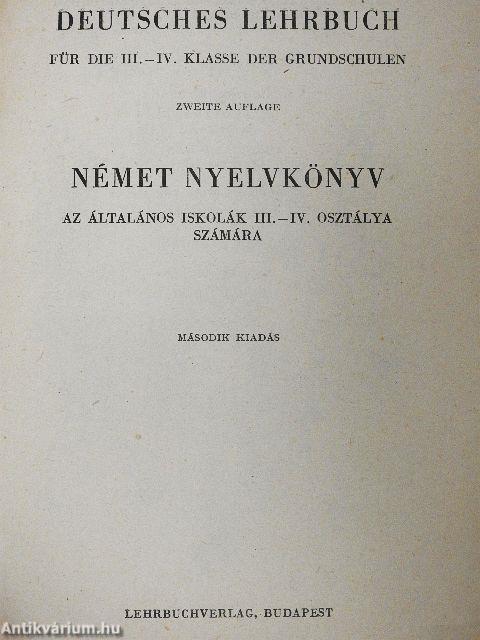 DEUTSCHES LEHRBUCH
FÜR DIE III.–IV. KLASSE DER GRUNDSCHULEN
ZWEITE AUFLAGE
NÉMET NYELVKÖNYV
AZ ÁLTALÁNOS ISKOLÁK III.–IV. OSZTÁLYA
SZÁMÁRA
MÁSODIK KIADÁS
LEHRBUCHVERLAG, BUDAPEST
Antikvárium.hu